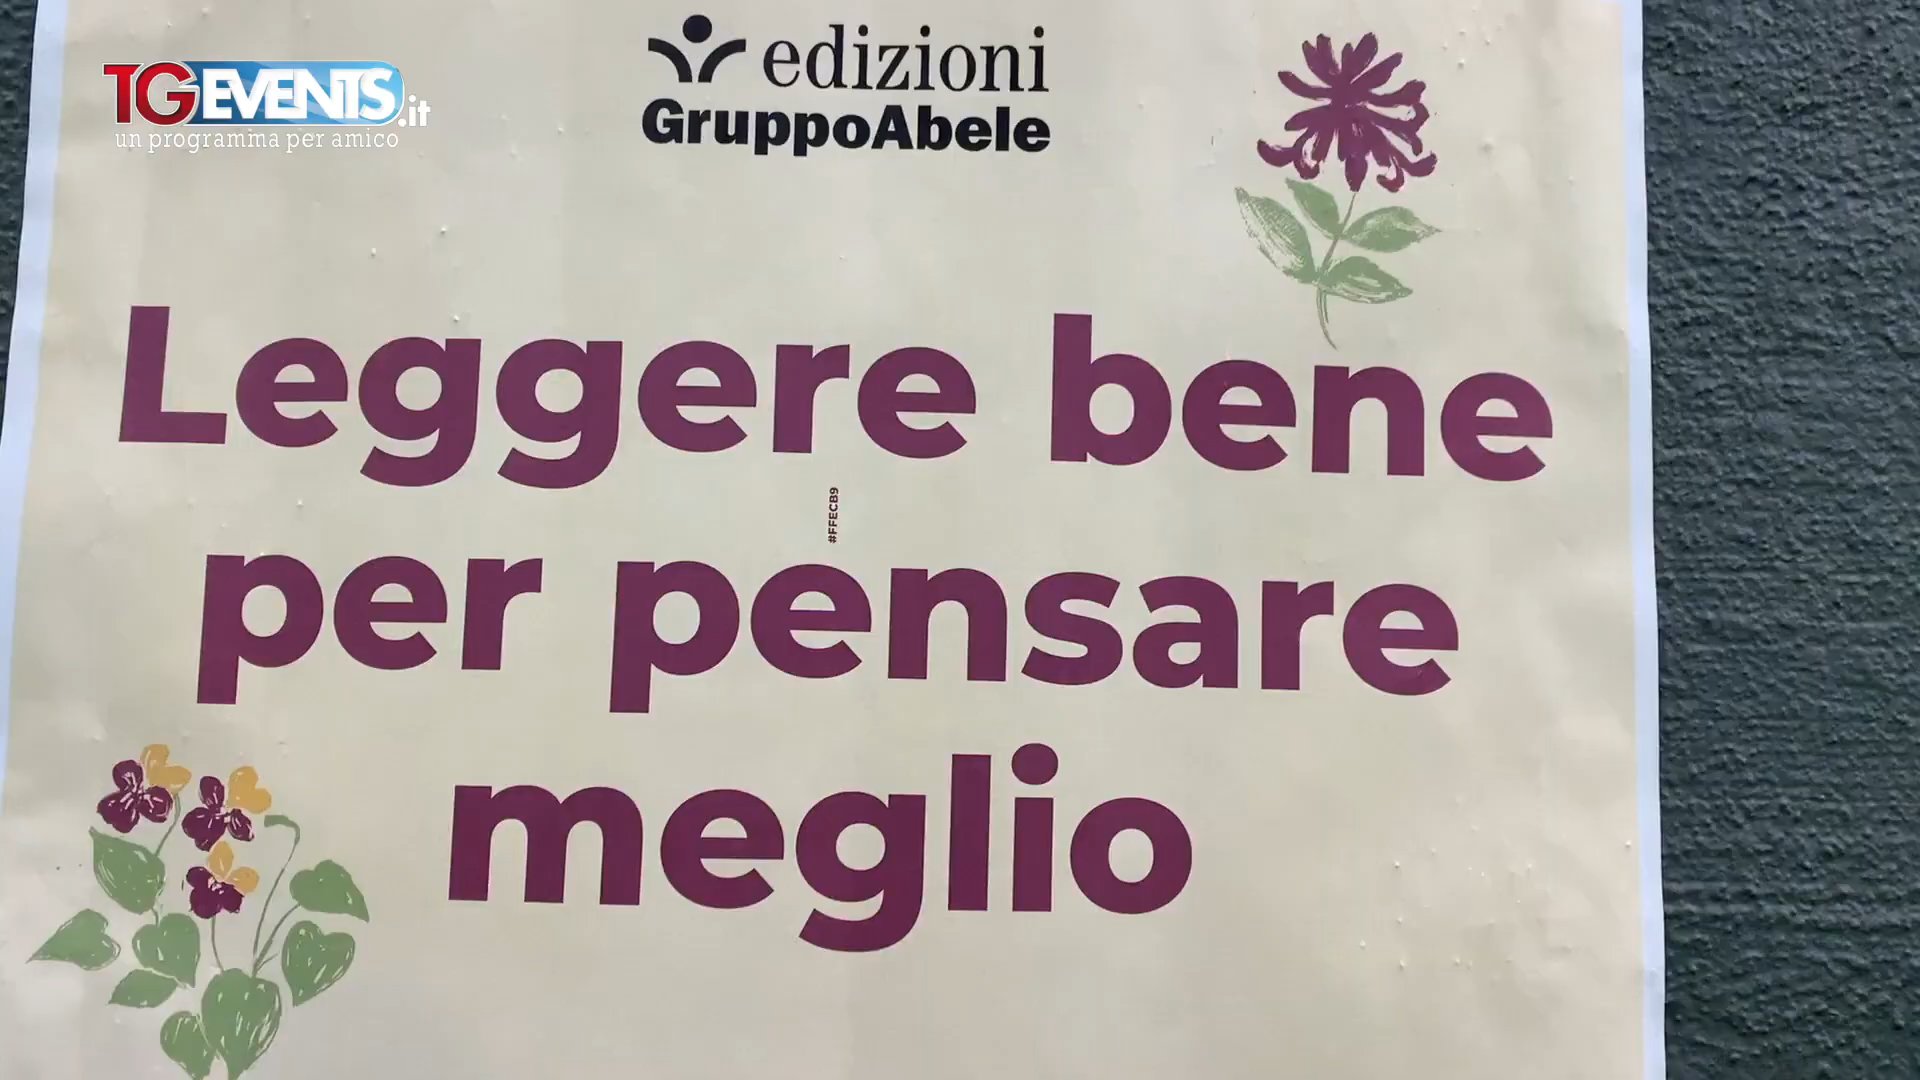 TGEVENTS.it
un programma per amico
edizioni
GruppoAbele
Leggere bene
#FFECB9
per pensare
meglio